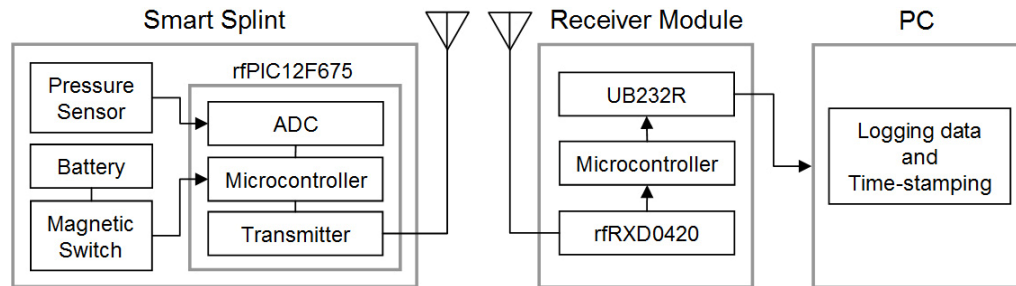 Smart Splint
Receiver Module
PC
rfPIC12F675
Pressure
Sensor
ADC
Battery
Microcontroller
Magnetic
Switch
Transmitter
UB232R
Microcontroller
rfRXD0420
Logging data
and
Time-stamping